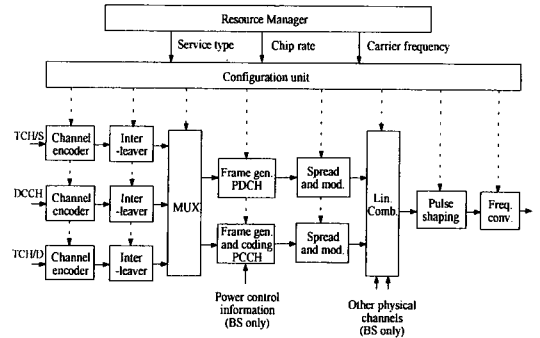 Resource Manager
Service type
Chip rate
Carrier frequency
Configuration unit
TCH/S
Channel
encoder
Inter
-leaver
DCCH
Channel
encoder
Inter
-leaver
TCH/D
Channel
encoder
Inter
-leaver
MUX
Frame gen.
PDCH
Frame gen.
and coding
PCCH
Spread
and mod.
Spread
and mod.
Lin.
Comb.
Pulse
shaping
Freq.
conv.
Power control
information
(BS only)
Other physical
channels
(BS only)